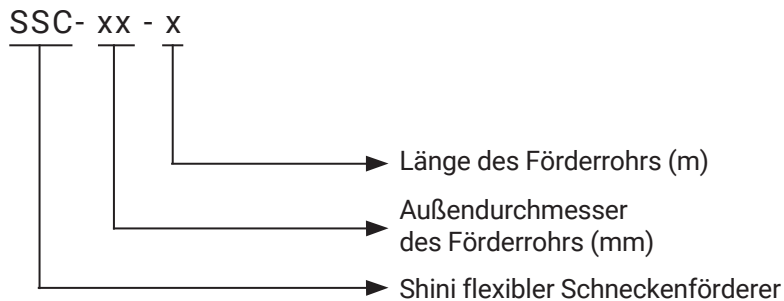 SSC- xx - x
Länge des Förderrohrs (m)
Außendurchmesser
des Förderrohrs (mm)
Shini flexibler Schneckenförderer